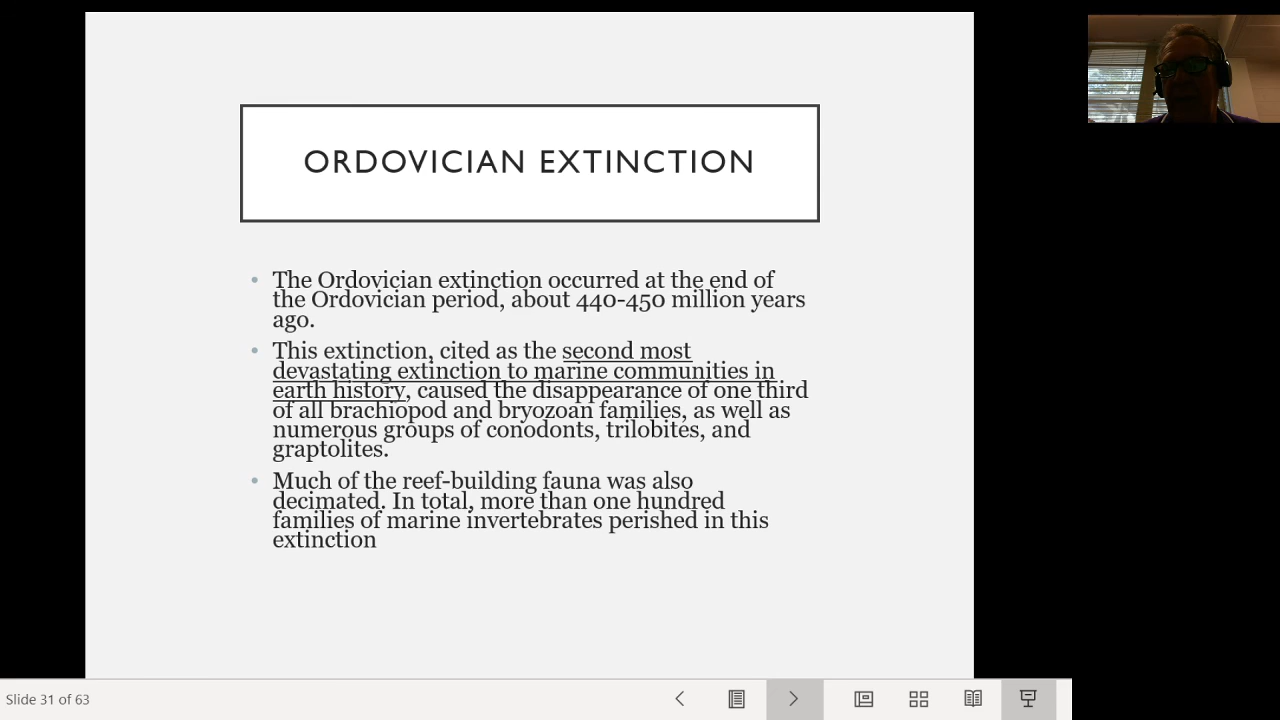 ORDOVICIAN EXTINCTION
• The Ordovician extinction occurred at the end of
the Ordovician period, about 440-450 million years
ago.
• This extinction, cited as the second most
devastating extinction to marine communities in
earth history, caused the disappearance of one third
of all brachiopod and bryozoan families, as well as
numerous groups of conodonts, trilobites, and
graptolites.
• Much of the reef-building fauna was also
decimated. In total, more than one hundred
families of marine invertebrates perished in this
extinction
Slide 31 of 63